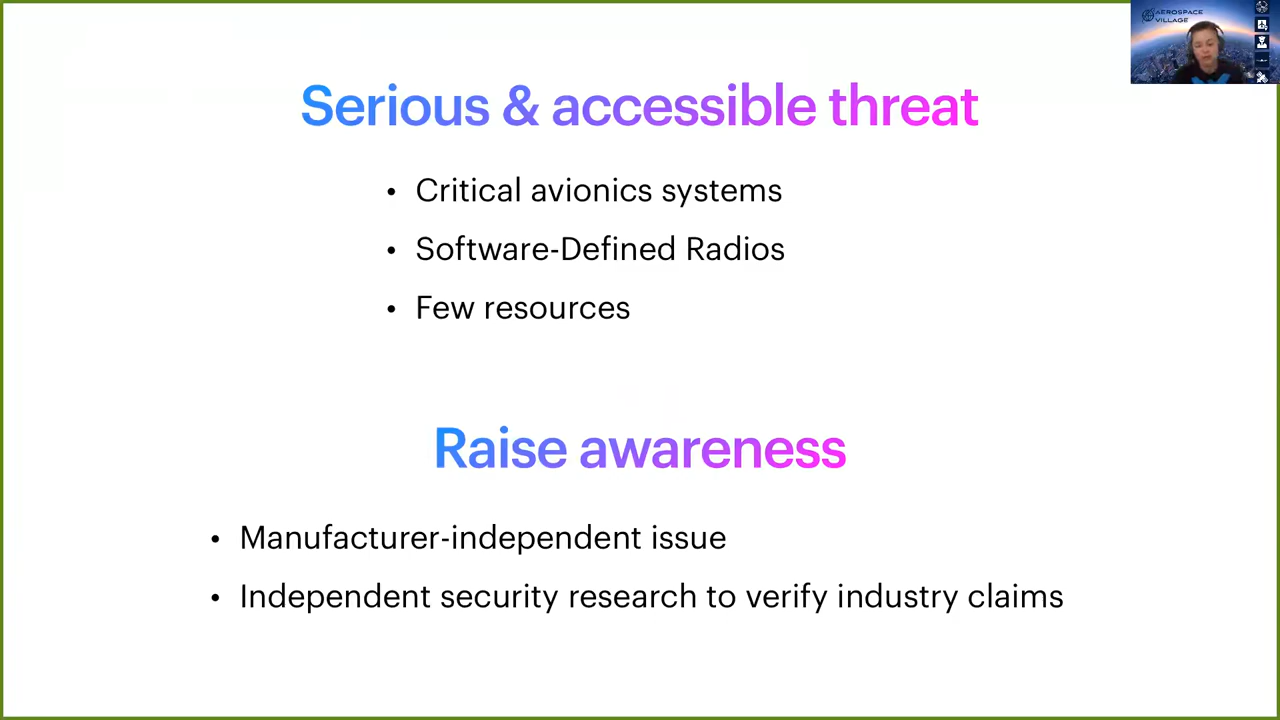 AEROSPACE
VILLAGE
Serious & accessible threat
• Critical avionics systems
• Software-Defined Radios
• Few resources
Raise awareness
• Manufacturer-independent issue
• Independent security research to verify industry claims